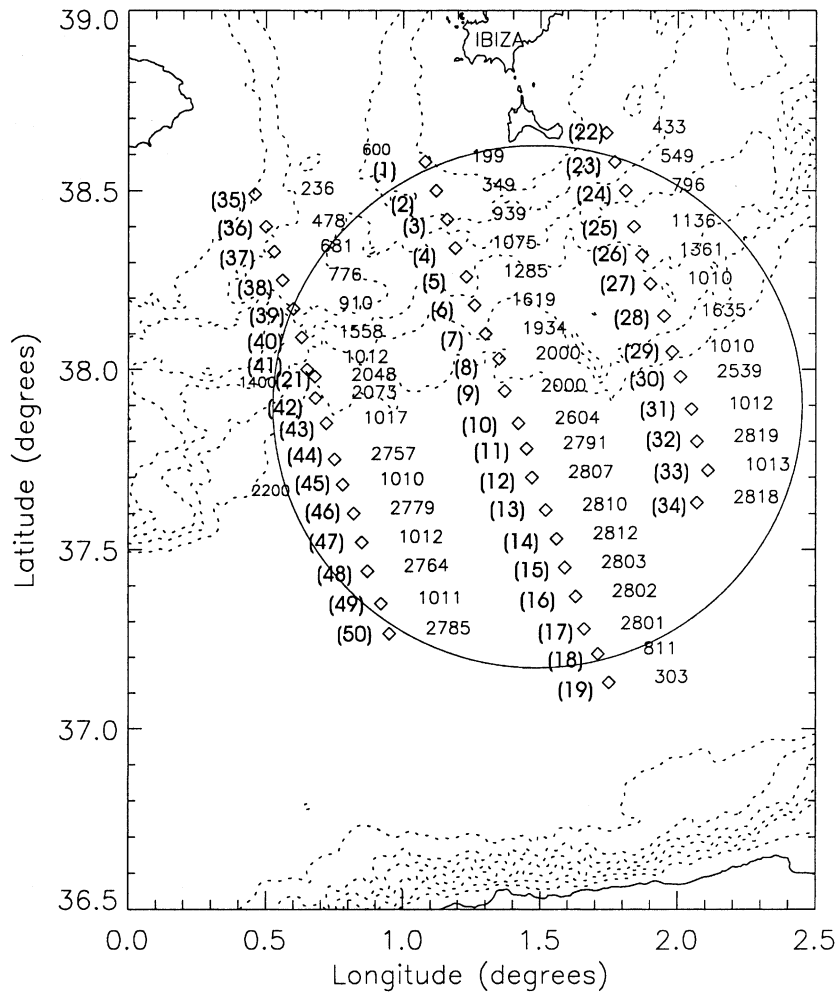 39.0
IBIZA
(22) 433
600 (1) 199 (23) 549
38.5
(35) 236 (2) 349 (24) 796
(36) 478 (3) 939 (25) 1136
(37) 681 (4) 1075 (26) 1361
(38) 776 (5) 1285 (27) 1010
(39) 910 (6) 1619 (28) 1635
(40) 1558 (7) 1934 (29) 1010
38.0
(41) 1012 (8) 2000 (30) 2539
1400 (21) 2048
(42) 2073 (9) 2000 (31) 1012
(43) 1017 (10) 2604 (32) 2819
(44) 2757 (11) 2791 (33) 1013
(45) 1010 (12) 2807 (34) 2818
2200
(46) 2779 (13) 2810
37.5
(47) 1012 (14) 2812
(48) 2764 (15) 2803
(49) 1011 (16) 2802
(50) 2785 (17) 2801
(18) 811
(19) 303
37.0
36.5
Latitude (degrees)
0.0 0.5 1.0 1.5 2.0 2.5
Longitude (degrees)